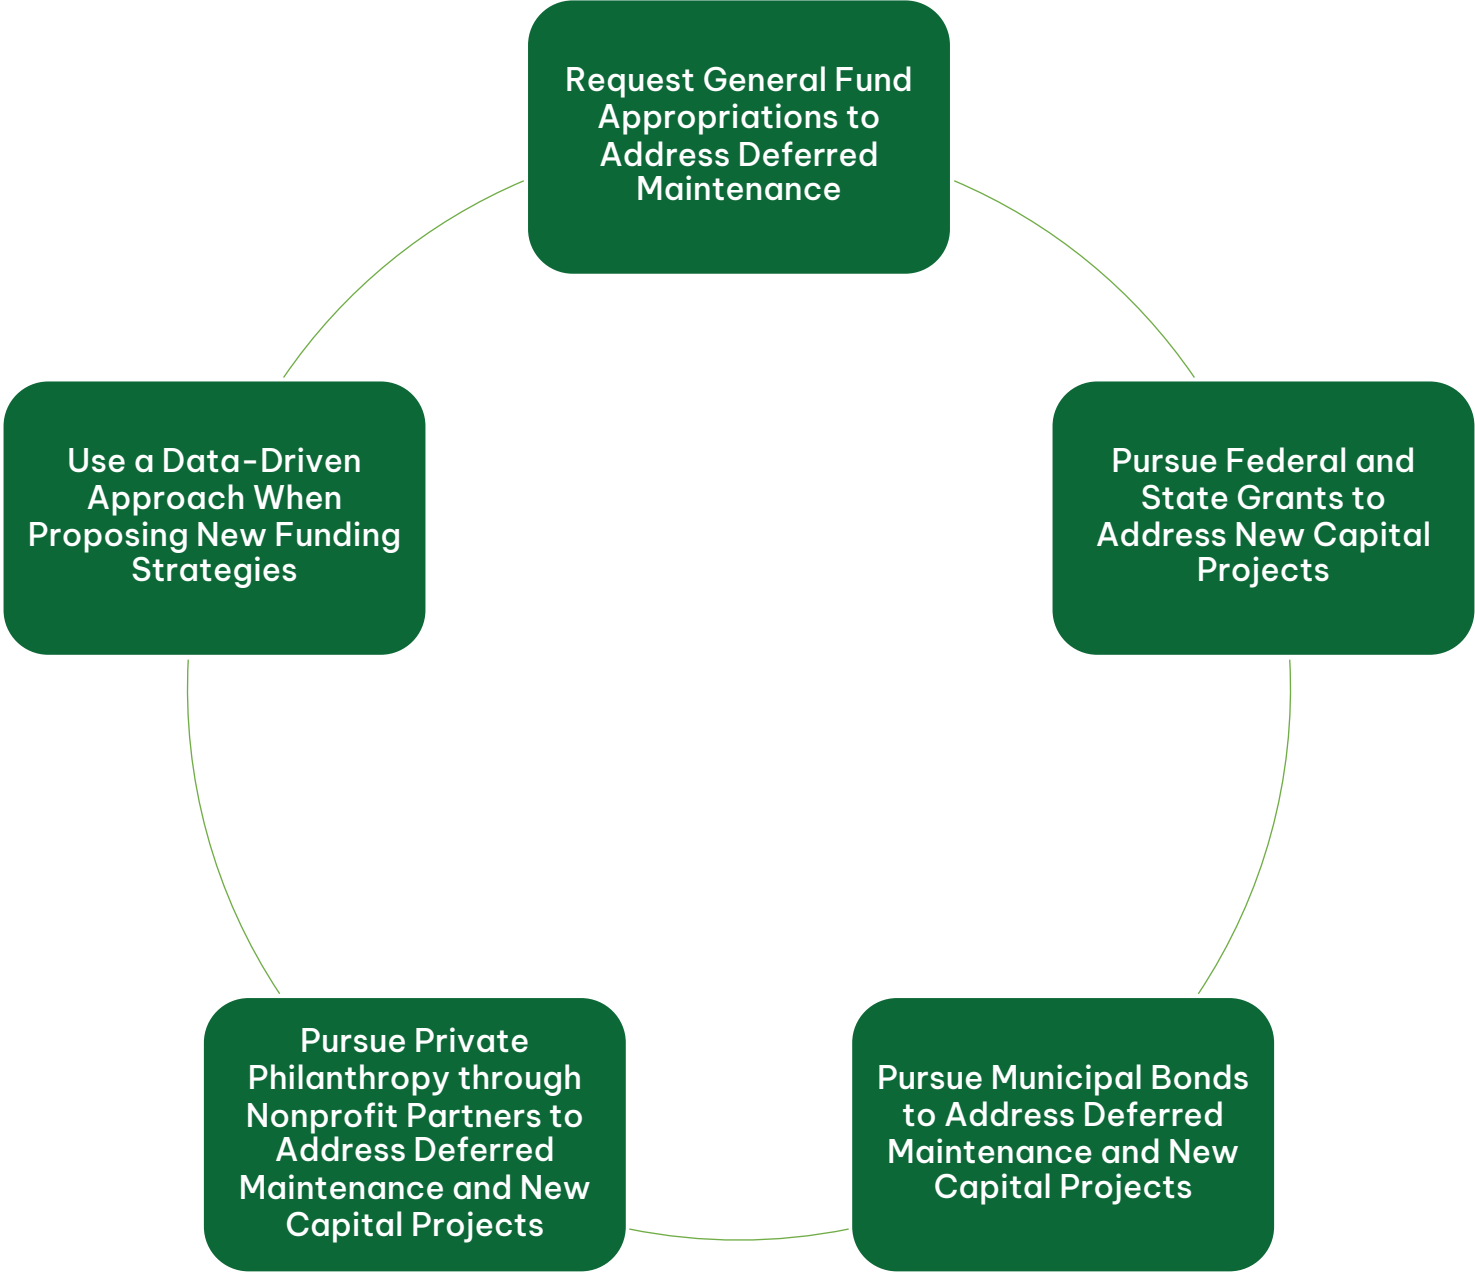 Request General Fund
Appropriations to
Address Deferred
Maintenance
Use a Data-Driven
Approach When
Proposing New Funding
Strategies
Pursue Federal and
State Grants to
Address New Capital
Projects
Pursue Private
Philanthropy through
Nonprofit Partners to
Address Deferred
Maintenance and New
Capital Projects
Pursue Municipal Bonds
to Address Deferred
Maintenance and New
Capital Projects